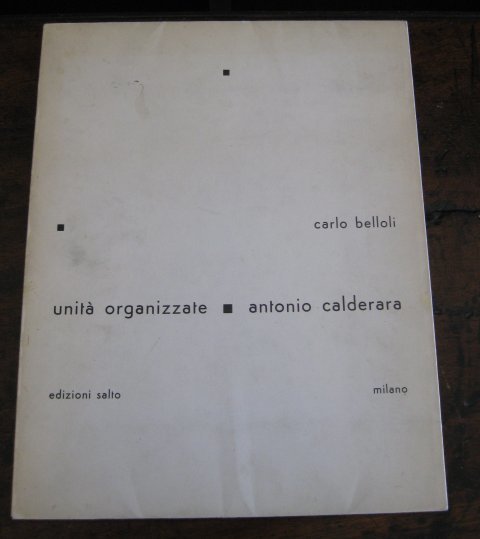 carlo belloli
unità organizzate ■ antonio calderara
edizioni salto milano